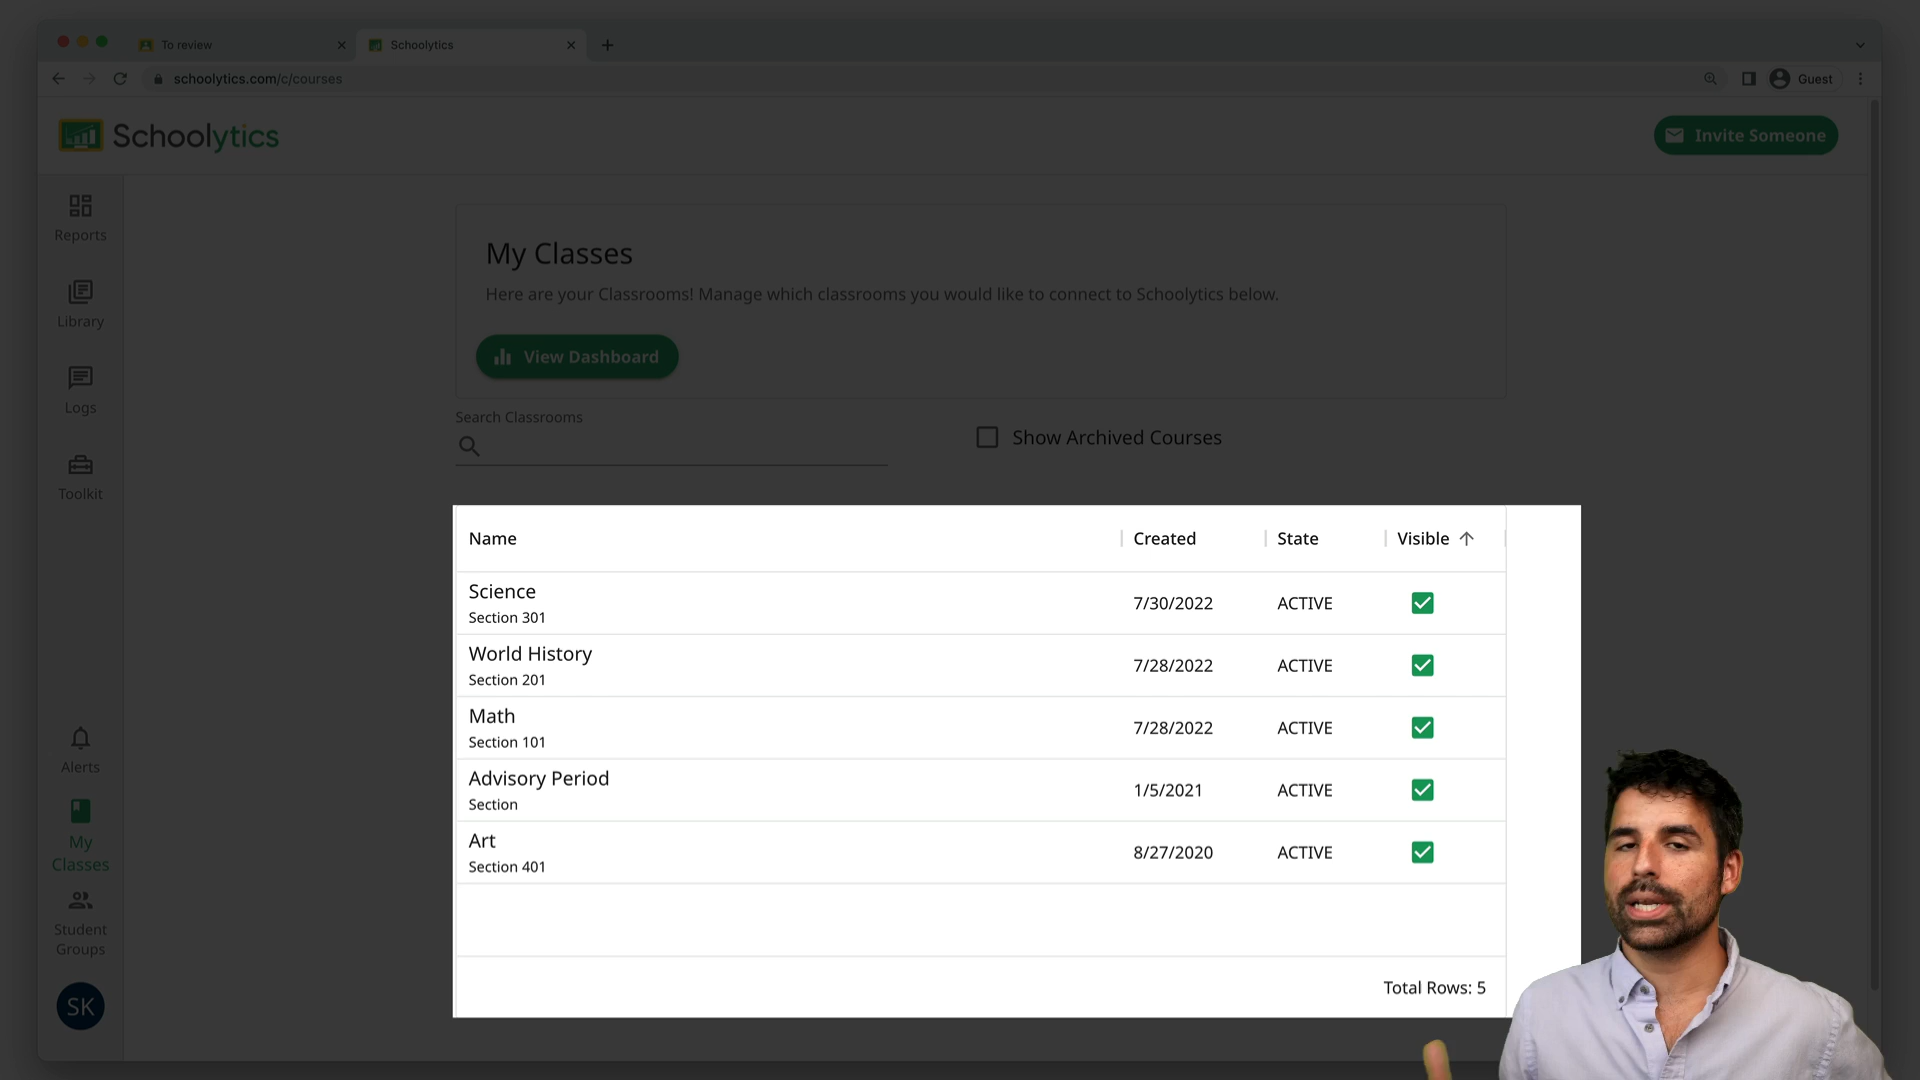 To review
Schoolytics
schoolytics.com/c/courses
Guest
Schoolytics
Invite Someone
Reports
Library
Logs
Toolkit
Alerts
My
Classes
Student
Groups
SK
My Classes
Here are your Classrooms! Manage which classrooms you would like to connect to Schoolytics below.
View Dashboard
Search Classrooms
Show Archived Courses
Name Created State Visible
Science
Section 301
7/30/2022 ACTIVE
World History
Section 201
7/28/2022 ACTIVE
Math
Section 101
7/28/2022 ACTIVE
Advisory Period
Section
1/5/2021 ACTIVE
Art
Section 401
8/27/2020 ACTIVE
Total Rows: 5